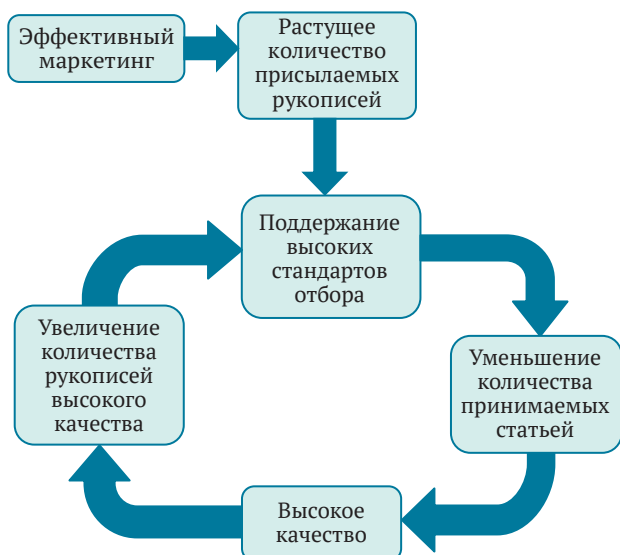 Эффективный
маркетинг
Растущее
количество
присылаемых
рукописей
Поддержание
высоких
стандартов
отбора
Уменьшение
количества
принимаемых
статьей
Высокое
качество
Увеличение
количества
рукописей
высокого
качества